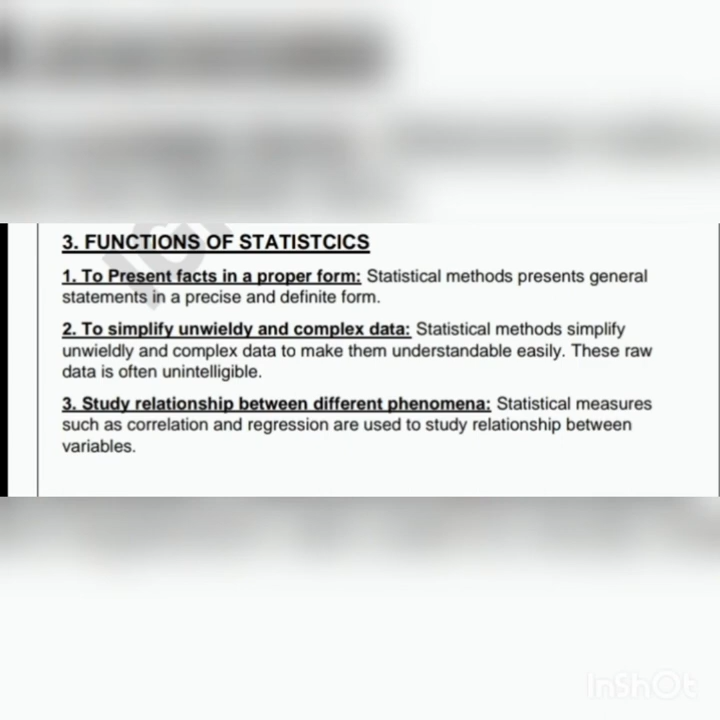 3. FUNCTIONS OF STATISTCICS
1. To Present facts in a proper form: Statistical methods presents general
statements in a precise and definite form.
2. To simplify unwieldy and complex data: Statistical methods simplify
unwieldly and complex data to make them understandable easily. These raw
data is often unintelligible.
3. Study relationship between different phenomena: Statistical measures
such as correlation and regression are used to study relationship between
variables.
InShOt